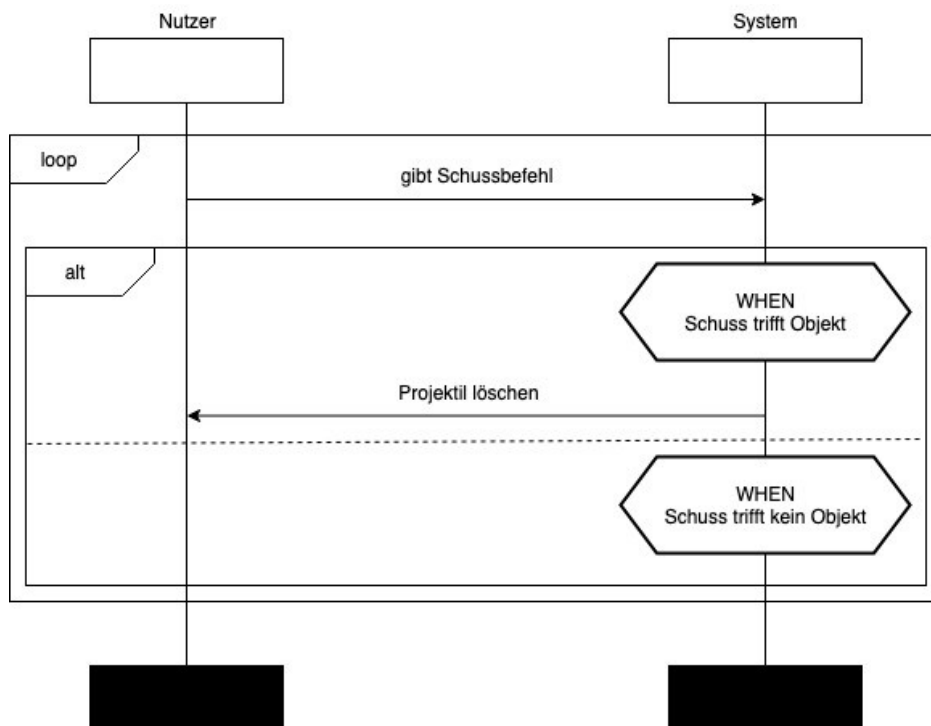 Nutzer
System
loop
gibt Schussbefehl
alt
WHEN
Schuss trifft Objekt
Projektil löschen
WHEN
Schuss trifft kein Objekt